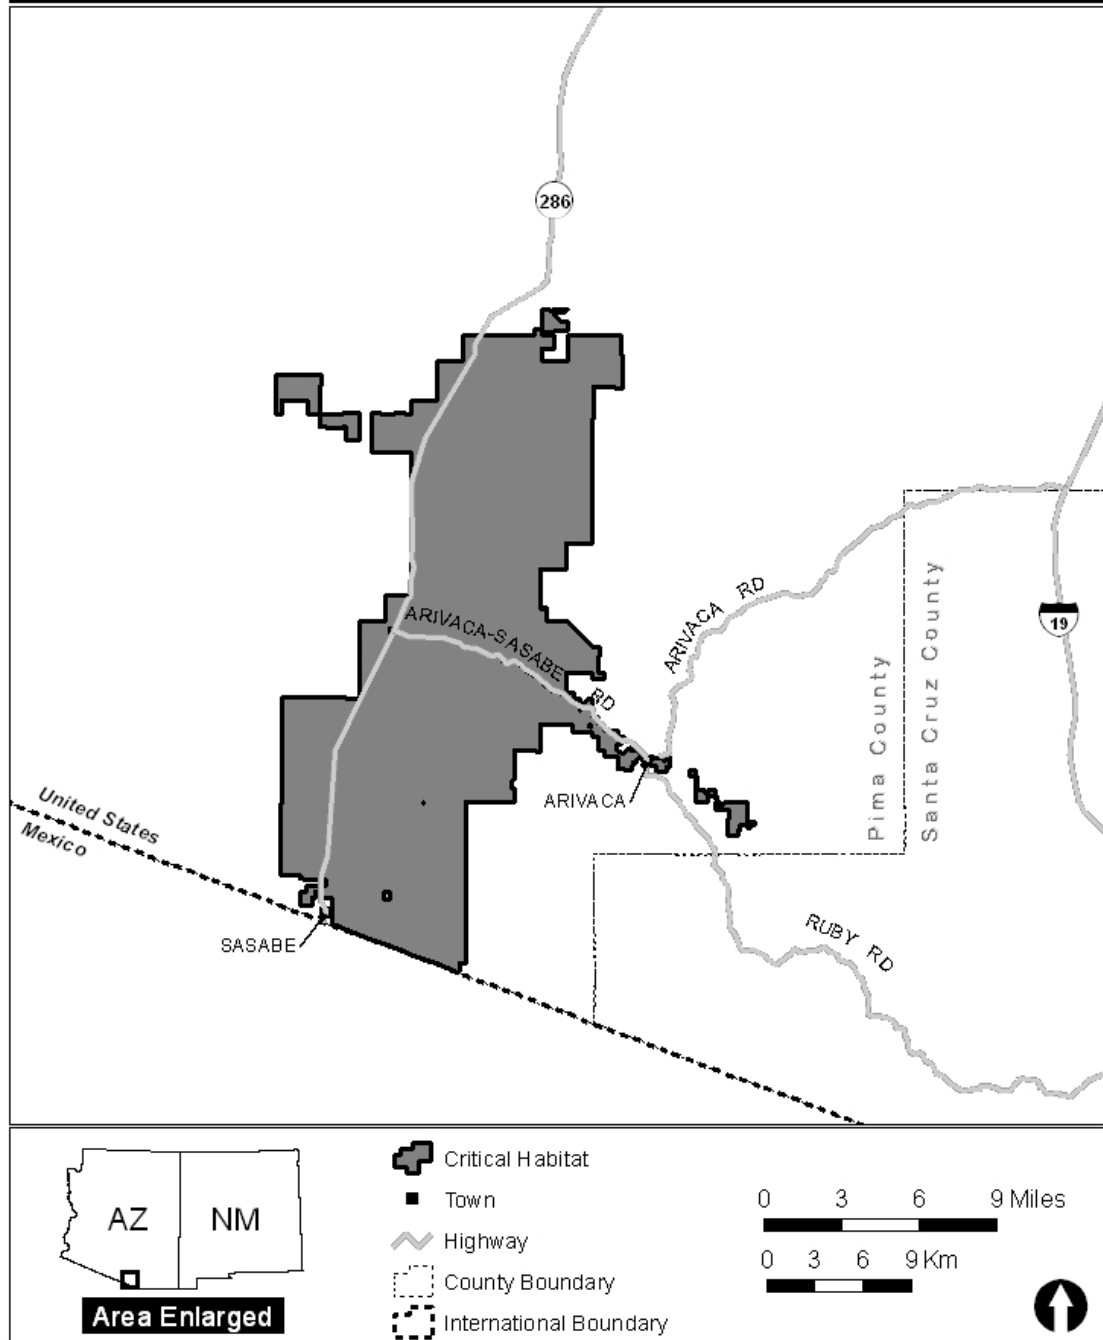 286
ARIVACA-SASABE RD
ARIVACA RD
19
Pima County
Santa Cruz County
United States
Mexico
ARIVACA
SASABE
RUBY RD
AZ
NM
Area Enlarged
Critical Habitat
Town
Highway
County Boundary
International Boundary
0 3 6 9 Miles
0 3 6 9 Km